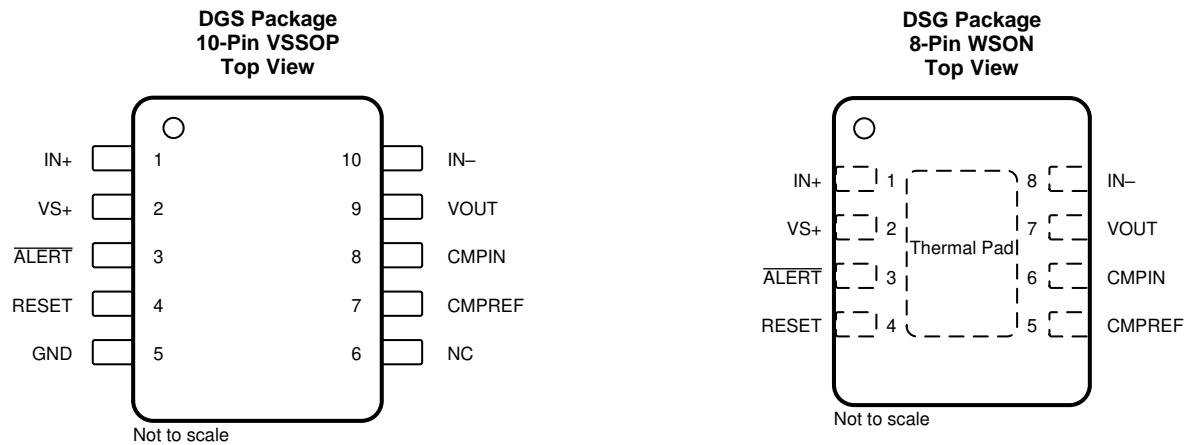 DGS Package
10-Pin VSSOP
Top View
IN+ 1 10 IN–
VS+ 2 9 VOUT
ALERT 3 8 CMPIN
RESET 4 7 CMPREF
GND 5 6 NC
Not to scale
DSG Package
8-Pin WSON
Top View
IN+ 1 8 IN–
VS+ 2 7 VOUT
Thermal Pad
ALERT 3 6 CMPIN
RESET 4 5 CMPREF
Not to scale